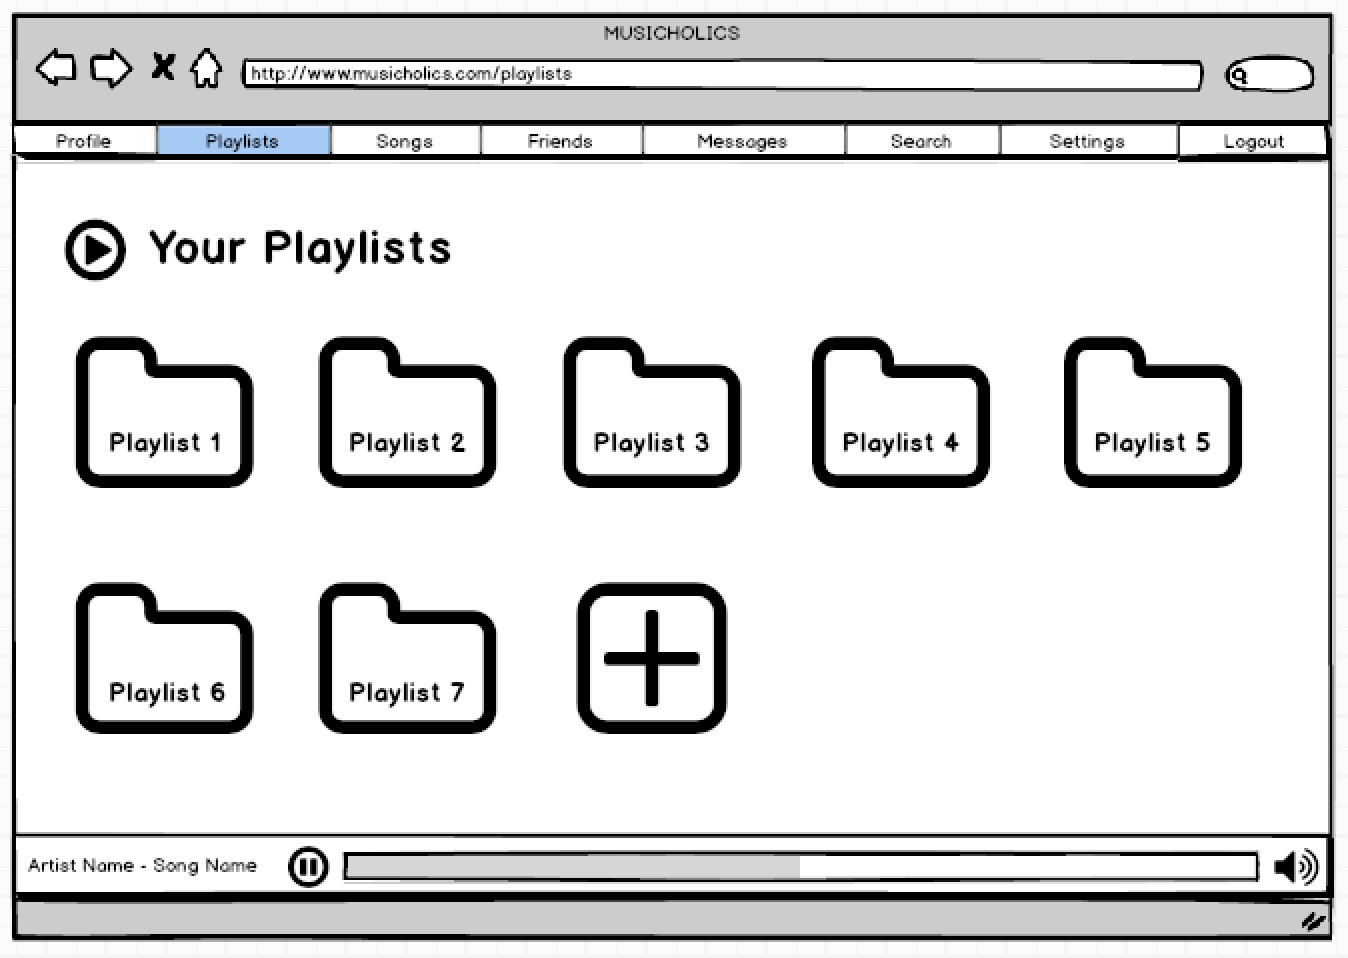 MUSICHOLICS
http://www.musicholics.com/playlists
Profile Playlists Songs Friends Messages Search Settings Logout
Your Playlists
Playlist 1 Playlist 2 Playlist 3 Playlist 4 Playlist 5
Playlist 6 Playlist 7
Artist Name - Song Name